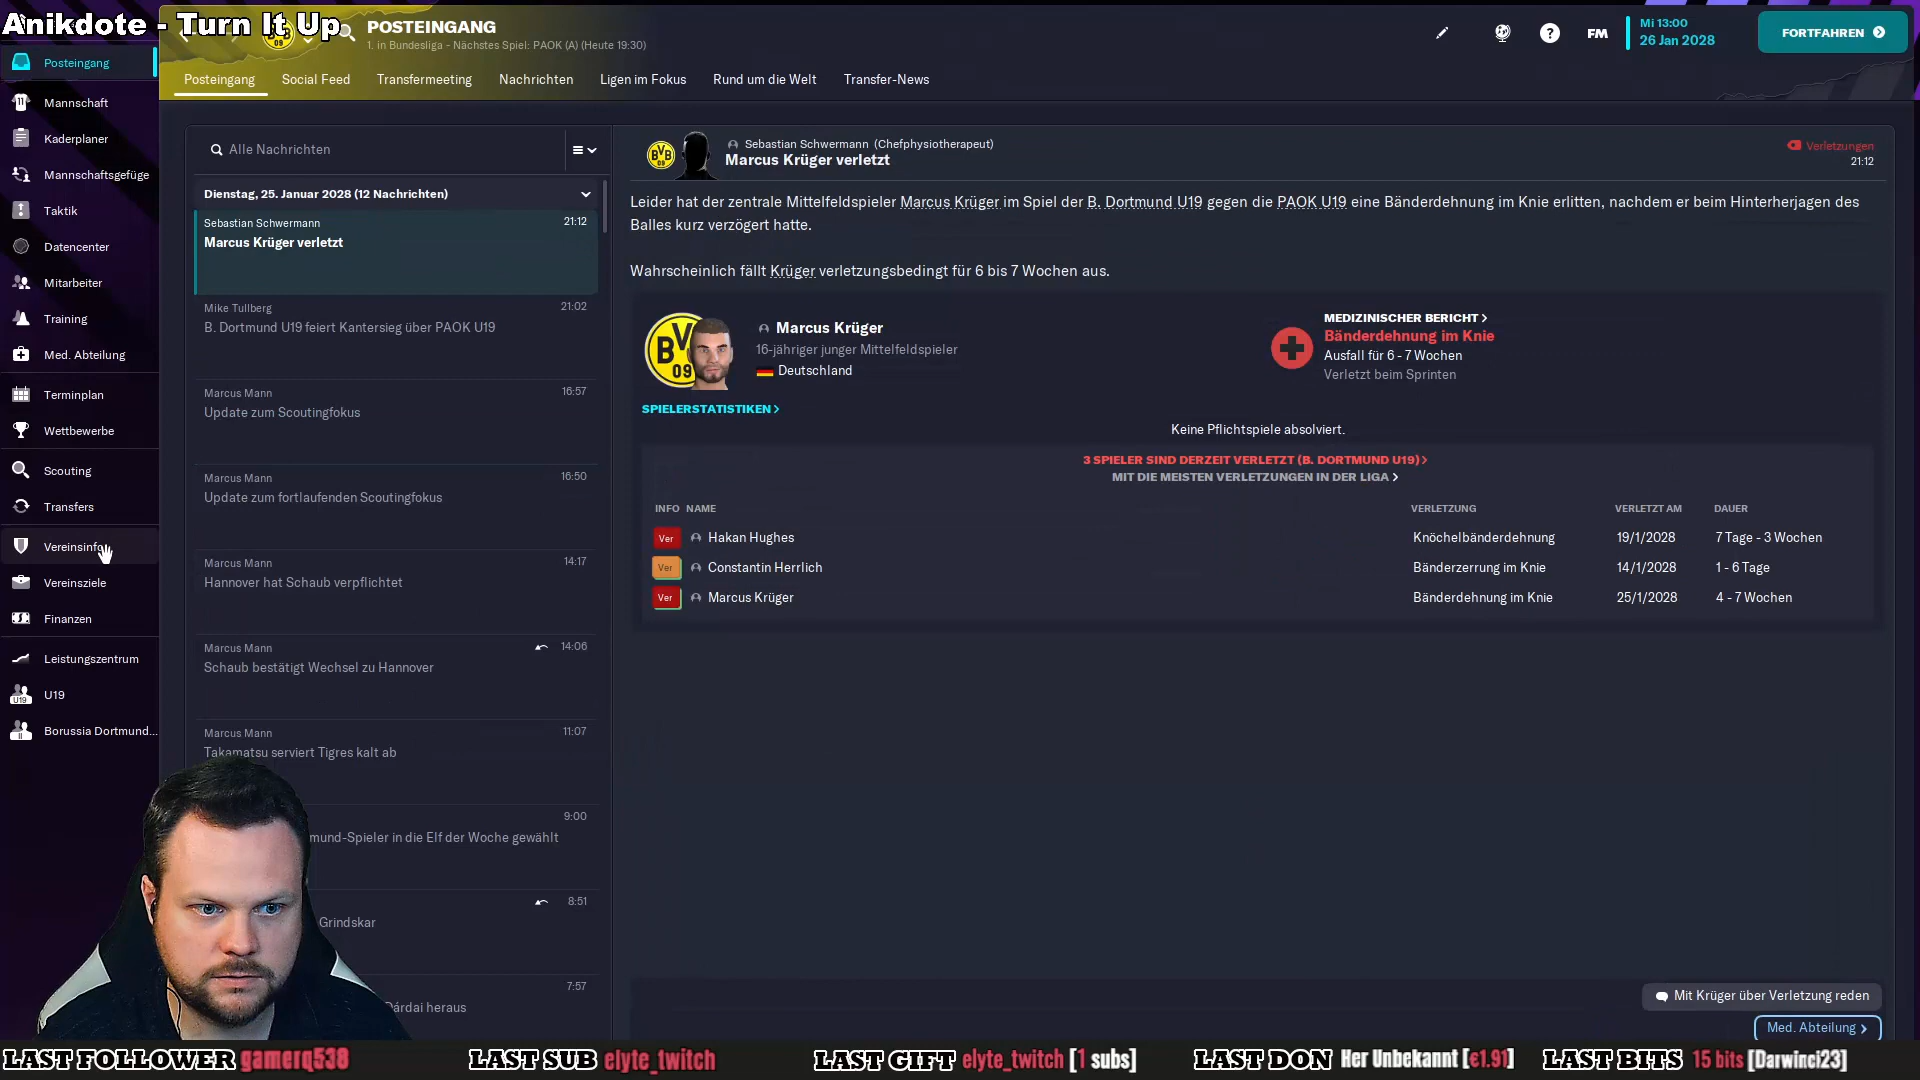 Anikdote - Turn It Up
POSTEINGANG
1. in Bundesliga - Nächstes Spiel: PAOK (A) (Heute 19:30)
FM
Mi 13:00
26 Jan 2028
FORTFAHREN
Posteingang
Social Feed
Transfermeeting
Nachrichten
Ligen im Fokus
Rund um die Welt
Transfer-News
Posteingang
Mannschaft
Kaderplaner
Mannschaftsgefüge
Taktik
Datencenter
Mitarbeiter
Training
Med. Abteilung
Terminplan
Wettbewerbe
Scouting
Transfers
Vereinsinfo
Vereinsziele
Finanzen
Leistungszentrum
U19
Borussia Dortmund...
Alle Nachrichten
Dienstag, 25. Januar 2028 (12 Nachrichten)
Sebastian Schwermann 21:12
Marcus Krüger verletzt
Mike Tullberg 21:02
B. Dortmund U19 feiert Kantersieg über PAOK U19
Marcus Mann 16:57
Update zum Scoutingfokus
Marcus Mann 16:50
Update zum fortlaufenden Scoutingfokus
Marcus Mann 14:17
Hannover hat Schaub verpflichtet
Marcus Mann 14:06
Schaub bestätigt Wechsel zu Hannover
Marcus Mann 11:07
Takamatsu serviert Tigres kalt ab
9:00
mund-Spieler in die Elf der Woche gewählt
8:51
Grindskar
7:57
Dárdai heraus
Sebastian Schwermann (Chefphysiotherapeut)
Marcus Krüger verletzt
Verletzungen
21:12
Leider hat der zentrale Mittelfeldspieler Marcus Krüger im Spiel der B. Dortmund U19 gegen die PAOK U19 eine Bänderdehnung im Knie erlitten, nachdem er beim Hinterherjagen des
Balles kurz verzögert hatte.
Wahrscheinlich fällt Krüger verletzungsbedingt für 6 bis 7 Wochen aus.
Marcus Krüger
16-jähriger junger Mittelfeldspieler
Deutschland
MEDIZINISCHER BERICHT
Bänderdehnung im Knie
Ausfall für 6 - 7 Wochen
Verletzt beim Sprinten
SPIELERSTATISTIKEN
Keine Pflichtspiele absolviert.
3 SPIELER SIND DERZEIT VERLETZT (B. DORTMUND U19)
MIT DIE MEISTEN VERLETZUNGEN IN DER LIGA
INFO NAME VERLETZUNG VERLETZT AM DAUER
Ver Hakan Hughes Knöchelbänderdehnung 19/1/2028 7 Tage - 3 Wochen
Ver Constantin Herrlich Bänderzerrung im Knie 14/1/2028 1 - 6 Tage
Ver Marcus Krüger Bänderdehnung im Knie 25/1/2028 4 - 7 Wochen
Mit Krüger über Verletzung reden
Med. Abteilung
LAST FOLLOWER gamerq538
LAST SUB elyte_twitch
LAST GIFT elyte_twitch [1 subs]
LAST DON Her Unbekannt [€1.91]
LAST BITS 15 bits [Darwinci23]